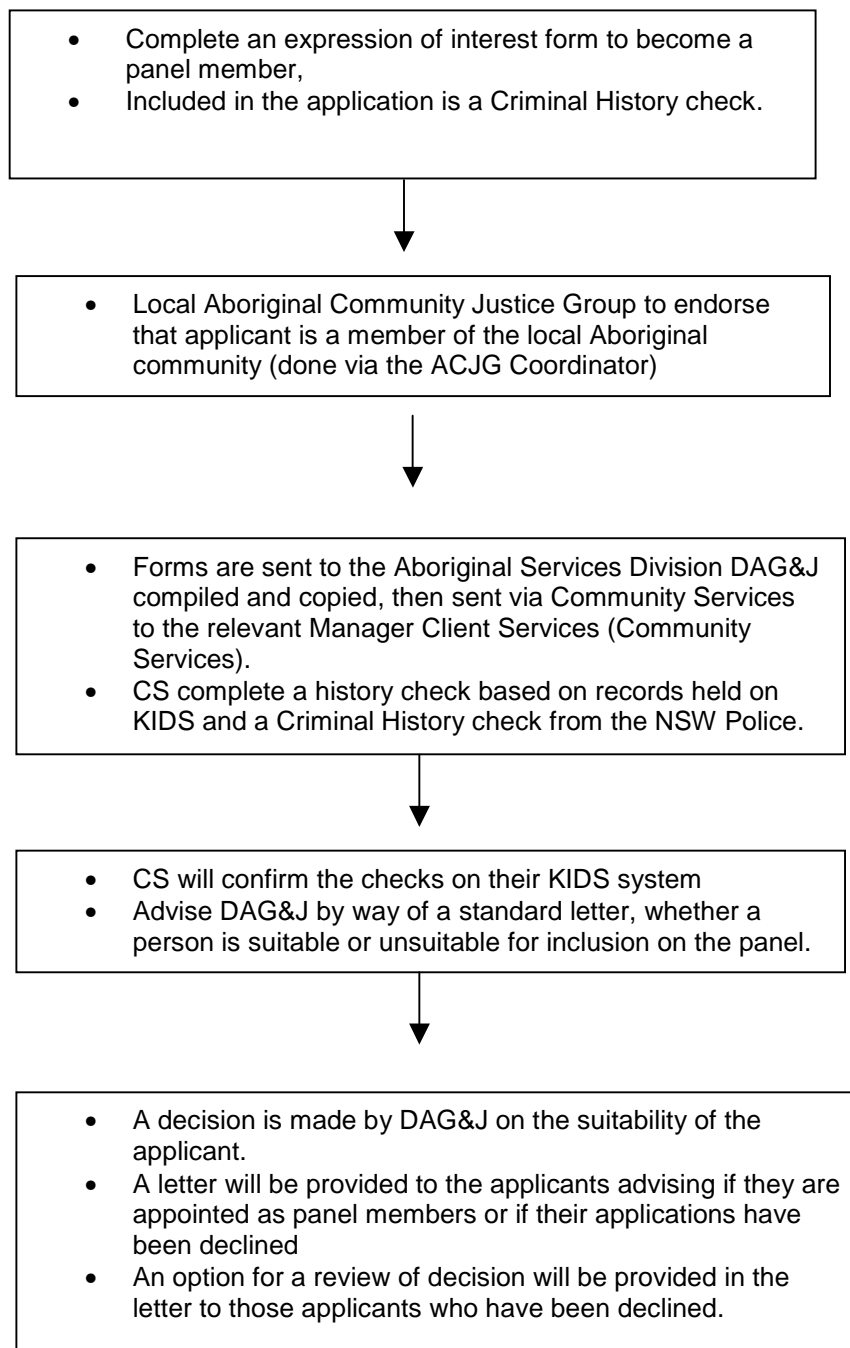 • Complete an expression of interest form to become a
panel member,
• Included in the application is a Criminal History check.
• Local Aboriginal Community Justice Group to endorse
that applicant is a member of the local Aboriginal
community (done via the ACJG Coordinator)
• Forms are sent to the Aboriginal Services Division DAG&J
compiled and copied, then sent via Community Services
to the relevant Manager Client Services (Community
Services).
• CS complete a history check based on records held on
KIDS and a Criminal History check from the NSW Police.
• CS will confirm the checks on their KIDS system
• Advise DAG&J by way of a standard letter, whether a
person is suitable or unsuitable for inclusion on the panel.
• A decision is made by DAG&J on the suitability of the
applicant.
• A letter will be provided to the applicants advising if they are
appointed as panel members or if their applications have
been declined
• An option for a review of decision will be provided in the
letter to those applicants who have been declined.